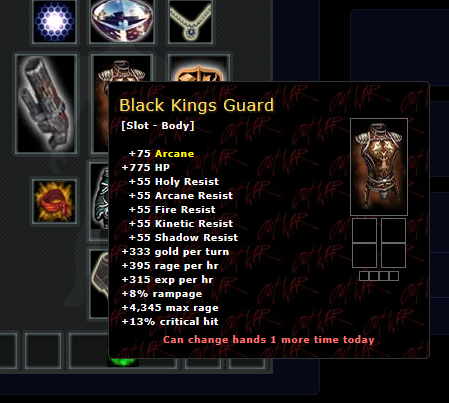 Black Kings Guard
[Slot - Body]
+75 Arcane
+775 HP
+55 Holy Resist
+55 Arcane Resist
+55 Fire Resist
+55 Kinetic Resist
+55 Shadow Resist
+333 gold per turn
+395 rage per hr
+315 exp per hr
+8% rampage
+4,345 max rage
+13% critical hit
Can change hands 1 more time today